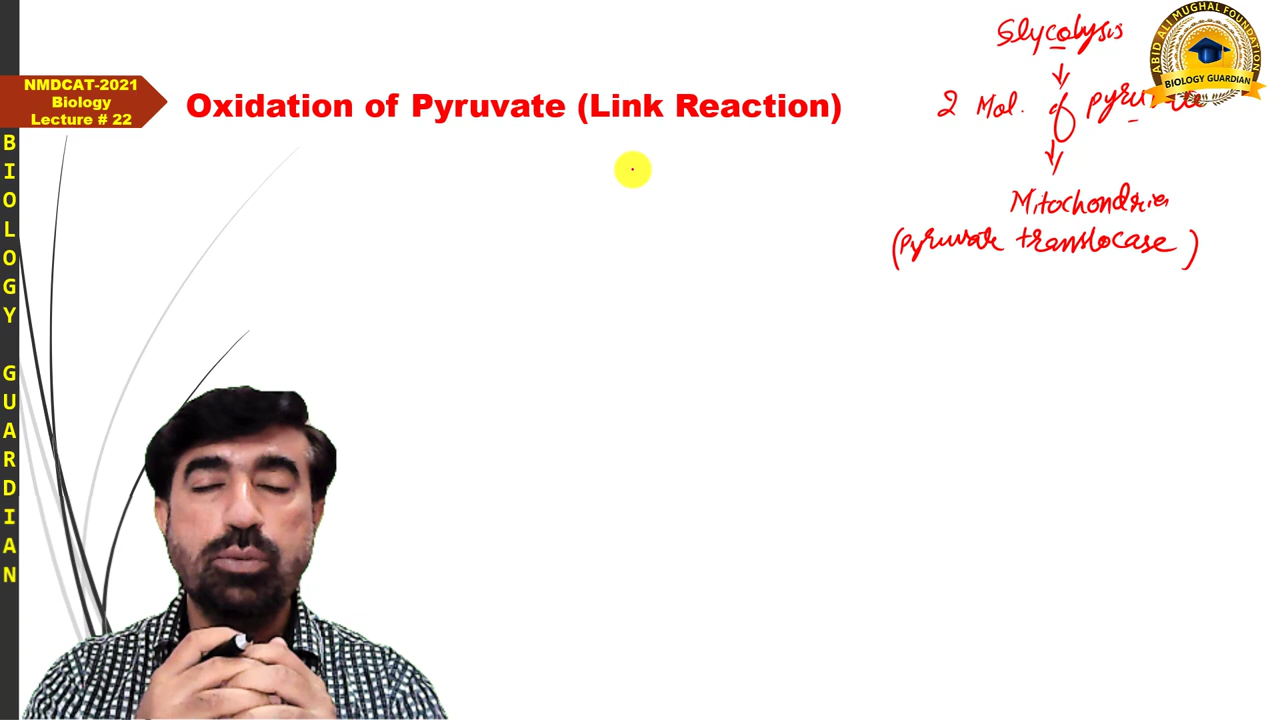 NMDCAT-2021
Biology
Lecture # 22
Oxidation of Pyruvate (Link Reaction)
Glycolysis
2 Mol. of pyruvate
Mitochondria
(Pyruvate translocase)
ABID ALI MUGHAL FOUNDATION
BIOLOGY GUARDIAN
BIOLOGY GUARDIAN